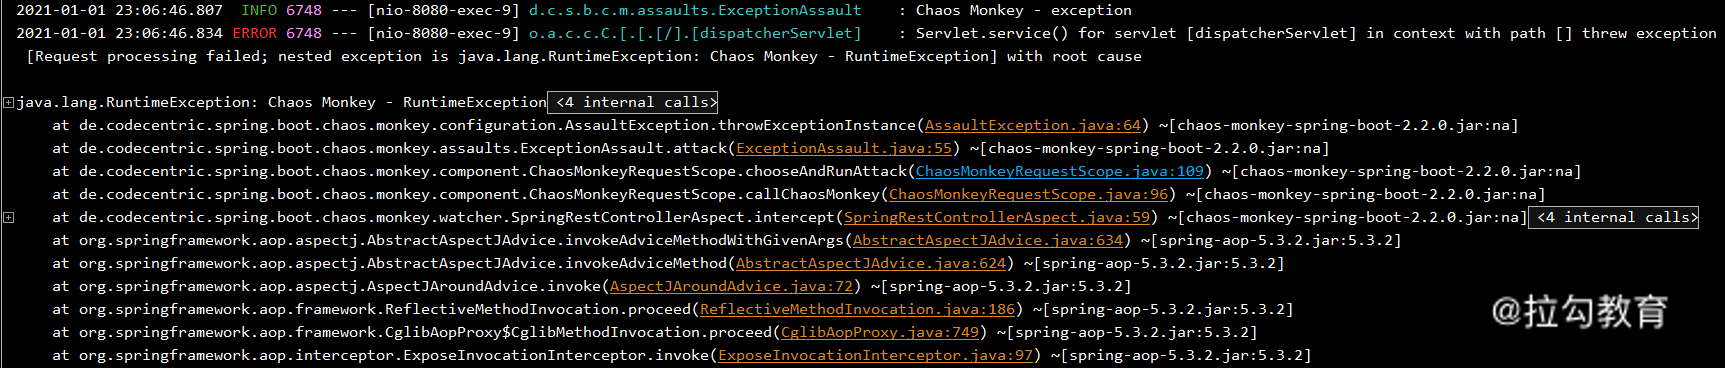 2021-01-01 23:06:46.807  INFO 6748 --- [nio-8080-exec-9] d.c.s.b.c.m.assaults.ExceptionAssault    : Chaos Monkey - exception
2021-01-01 23:06:46.834 ERROR 6748 --- [nio-8080-exec-9] o.a.c.c.C.[.[.[/].[dispatcherServlet]    : Servlet.service() for servlet [dispatcherServlet] in context with path [] threw exception
[Request processing failed; nested exception is java.lang.RuntimeException: Chaos Monkey - RuntimeException] with root cause
java.lang.RuntimeException: Chaos Monkey - RuntimeException <4 internal calls>
at de.codecentric.spring.boot.chaos.monkey.configuration.AssaultException.throwExceptionInstance(AssaultException.java:64) ~[chaos-monkey-spring-boot-2.2.0.jar:na]
at de.codecentric.spring.boot.chaos.monkey.assaults.ExceptionAssault.attack(ExceptionAssault.java:55) ~[chaos-monkey-spring-boot-2.2.0.jar:na]
at de.codecentric.spring.boot.chaos.monkey.component.ChaosMonkeyRequestScope.chooseAndRunAttack(ChaosMonkeyRequestScope.java:109) ~[chaos-monkey-spring-boot-2.2.0.jar:na]
at de.codecentric.spring.boot.chaos.monkey.component.ChaosMonkeyRequestScope.callChaosMonkey(ChaosMonkeyRequestScope.java:96) ~[chaos-monkey-spring-boot-2.2.0.jar:na]
at de.codecentric.spring.boot.chaos.monkey.watcher.SpringRestControllerAspect.intercept(SpringRestControllerAspect.java:59) ~[chaos-monkey-spring-boot-2.2.0.jar:na] <4 internal calls>
at org.springframework.aop.aspectj.AbstractAspectJAdvice.invokeAdviceMethodWithGivenArgs(AbstractAspectJAdvice.java:634) ~[spring-aop-5.3.2.jar:5.3.2]
at org.springframework.aop.aspectj.AbstractAspectJAdvice.invokeAdviceMethod(AbstractAspectJAdvice.java:624) ~[spring-aop-5.3.2.jar:5.3.2]
at org.springframework.aop.aspectj.AspectJAroundAdvice.invoke(AspectJAroundAdvice.java:72) ~[spring-aop-5.3.2.jar:5.3.2]
at org.springframework.aop.framework.ReflectiveMethodInvocation.proceed(ReflectiveMethodInvocation.java:186) ~[spring-aop-5.3.2.jar:5.3.2]
at org.springframework.aop.framework.CglibAopProxy$CglibMethodInvocation.proceed(CglibAopProxy.java:749) ~[spring-aop-5.3.2.jar:5.3.2]
at org.springframework.aop.interceptor.ExposeInvocationInterceptor.invoke(ExposeInvocationInterceptor.java:97) ~[spring-aop-5.3.2.jar:5.3.2]
@拉勾教育